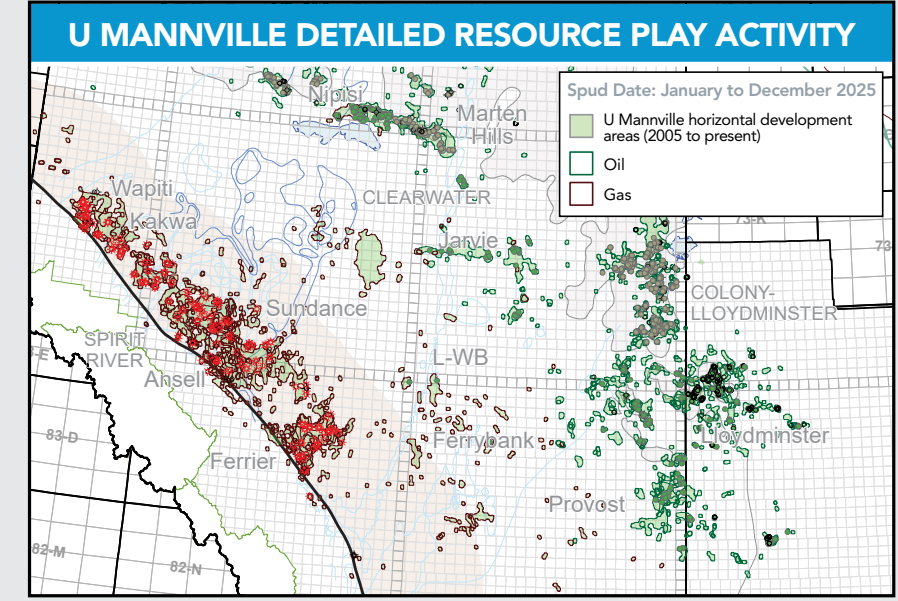 U MANNVILLE DETAILED RESOURCE PLAY ACTIVITY
Spud Date: January to December 2025
U Mannville horizontal development
areas (2005 to present)
Oil
Gas
Nipisi
Marten
Hills
Wapiti
CLEARWATER
Kakwa
73-K
73
Jarvie
COLONY-
LLOYDMINSTER
Sundance
SPIRIT
RIVER
-E
L-WB
Ansell
83-D
Lloydminster
Ferrybank
Ferrier
Provost
82-M
82-N